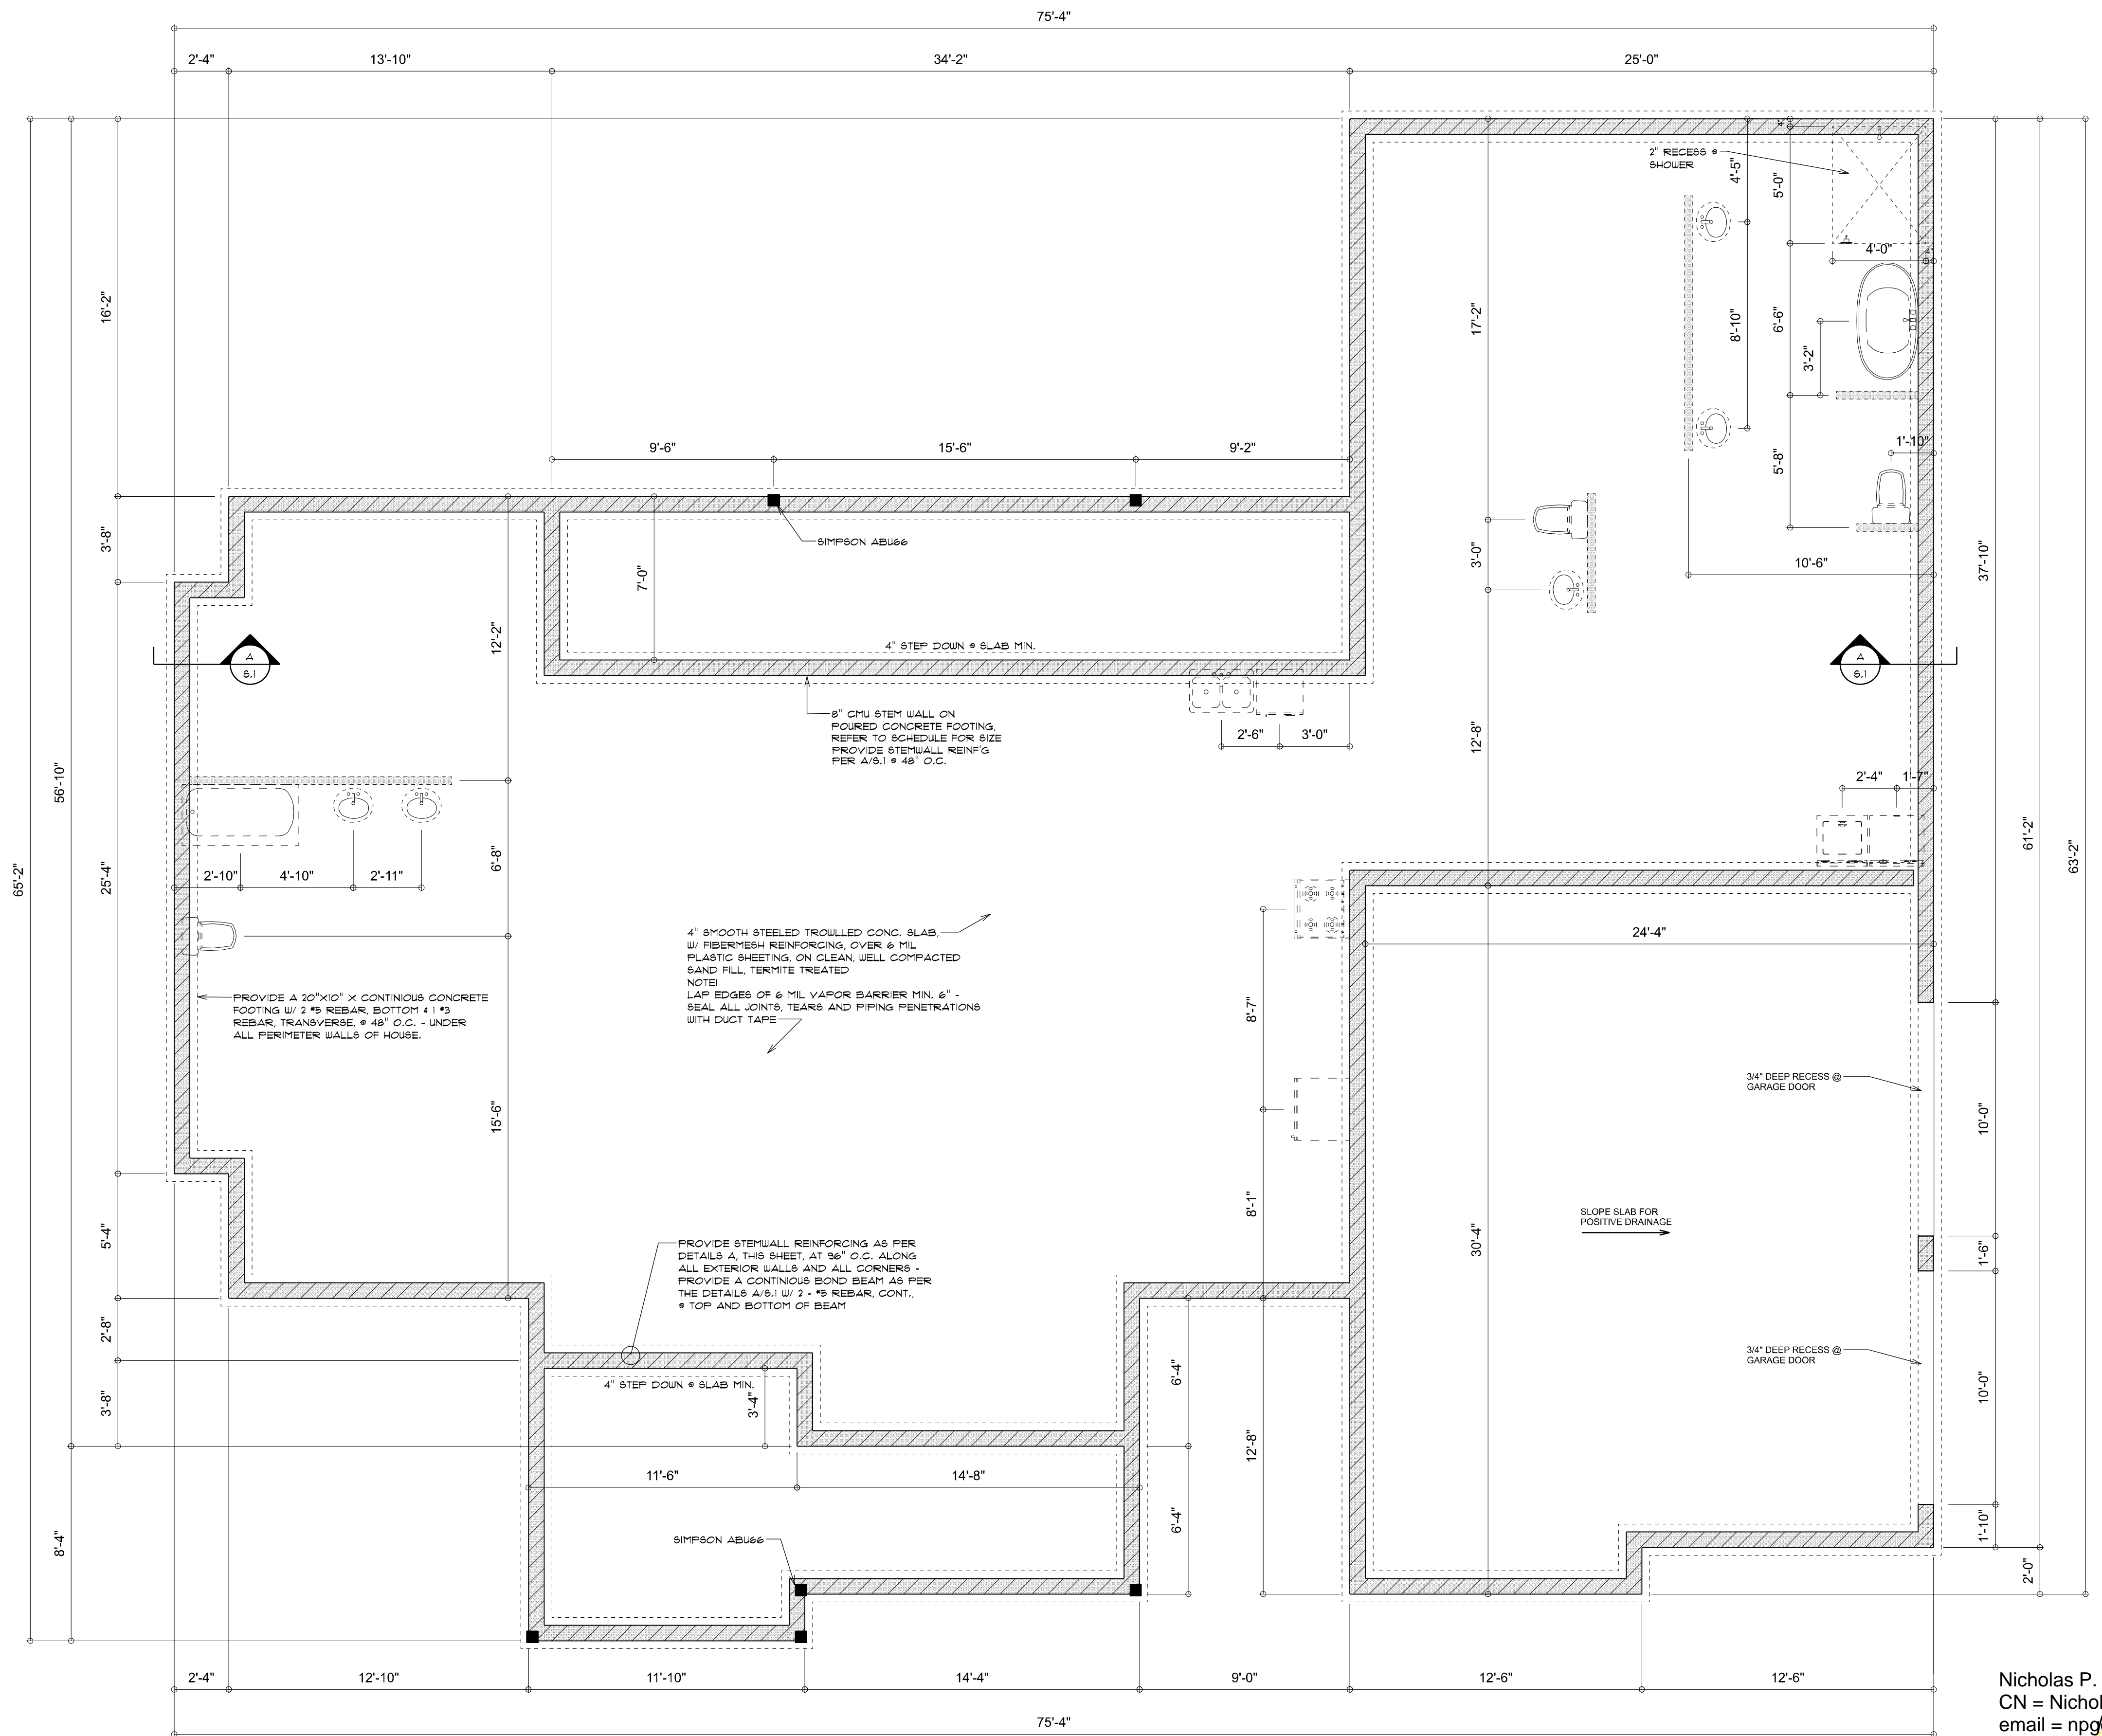 75'-4"
2'-4" 13'-10" 34'-2" 25'-0"
2" RECESS @
SHOWER
4"
4'-5"
5'-0"
4'-0" 4"
16'-2"
17'-2"
8'-10"
6'-6"
3'-2"
9'-6" 15'-6" 9'-2"
1'-10"
5'-8"
3'-8"
SIMPSON ABU66
7'-0"
3'-0"
10'-6"
37'-10"
12'-2"
4" STEP DOWN @ SLAB MIN.
A
S.1
A
S.1
8" CMU STEM WALL ON
POURED CONCRETE FOOTING,
REFER TO SCHEDULE FOR SIZE
PROVIDE STEMWALL REINF'G
PER A/S.1 @ 48" O.C.
2'-6" 3'-0"
12'-8"
56'-10"
2'-4" 1'-7"
65'-2"
25'-4"
6'-8"
61'-2"
63'-2"
2'-10" 4'-10" 2'-11"
4" SMOOTH STEELED TROWLLED CONC. SLAB,
W/ FIBERMESH REINFORCING, OVER 6 MIL
PLASTIC SHEETING, ON CLEAN, WELL COMPACTED
SAND FILL, TERMITE TREATED
NOTE:
LAP EDGES OF 6 MIL VAPOR BARRIER MIN. 6" -
SEAL ALL JOINTS, TEARS AND PIPING PENETRATIONS
WITH DUCT TAPE
24'-4"
PROVIDE A 20"X10" X CONTINIOUS CONCRETE
FOOTING W/ 2 #5 REBAR, BOTTOM & 1 #3
REBAR, TRANSVERSE, @ 48" O.C. - UNDER
ALL PERIMETER WALLS OF HOUSE.
8'-7"
3/4" DEEP RECESS @
GARAGE DOOR
15'-6"
10'-0"
8'-1"
SLOPE SLAB FOR
POSITIVE DRAINAGE
5'-4"
30'-4"
1'-6"
PROVIDE STEMWALL REINFORCING AS PER
DETAILS A, THIS SHEET, AT 96" O.C. ALONG
ALL EXTERIOR WALLS AND ALL CORNERS -
PROVIDE A CONTINIOUS BOND BEAM AS PER
THE DETAILS A/S.1 W/ 2 - #5 REBAR, CONT.,
@ TOP AND BOTTOM OF BEAM
2'-8"
3/4" DEEP RECESS @
GARAGE DOOR
6'-4"
4" STEP DOWN @ SLAB MIN.
3'-4"
3'-8"
10'-0"
12'-8"
11'-6" 14'-8"
6'-4"
8'-4"
SIMPSON ABU66
1'-10"
2'-0"
2'-4" 12'-10" 11'-10" 14'-4" 9'-0" 12'-6" 12'-6"
75'-4"
Nicholas P.
CN = Nichol
email = npg